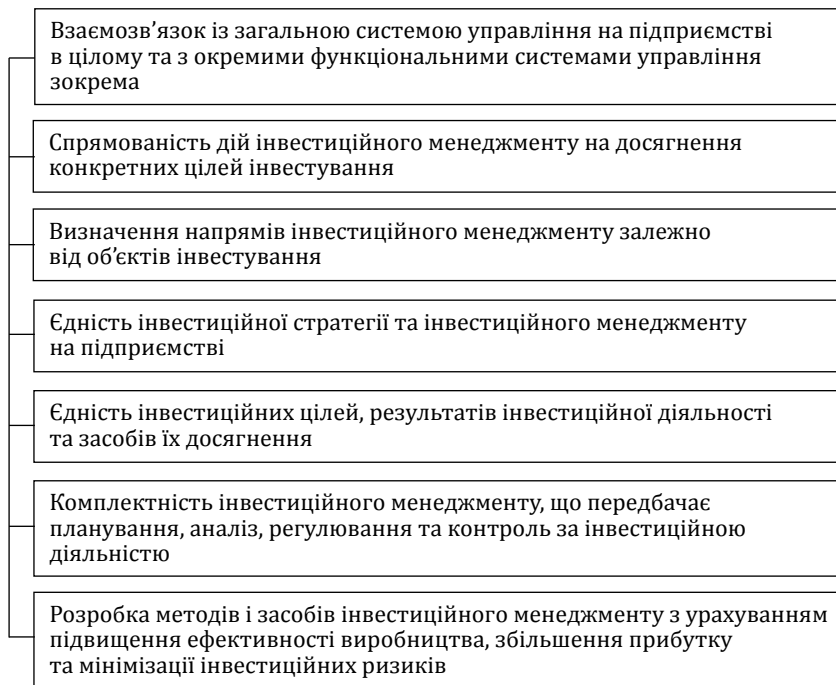 Взаємозв’язок із загальною системою управління на підприємстві
в цілому та з окремими функціональними системами управління
зокрема
Спрямованість дій інвестиційного менеджменту на досягнення
конкретних цілей інвестування
Визначення напрямів інвестиційного менеджменту залежно
від об’єктів інвестування
Єдність інвестиційної стратегії та інвестиційного менеджменту
на підприємстві
Єдність інвестиційних цілей, результатів інвестиційної діяльності
та засобів їх досягнення
Комплектність інвестиційного менеджменту, що передбачає
планування, аналіз, регулювання та контроль за інвестиційною
діяльністю
Розробка методів і засобів інвестиційного менеджменту з урахуванням
підвищення ефективності виробництва, збільшення прибутку
та мінімізації інвестиційних ризиків